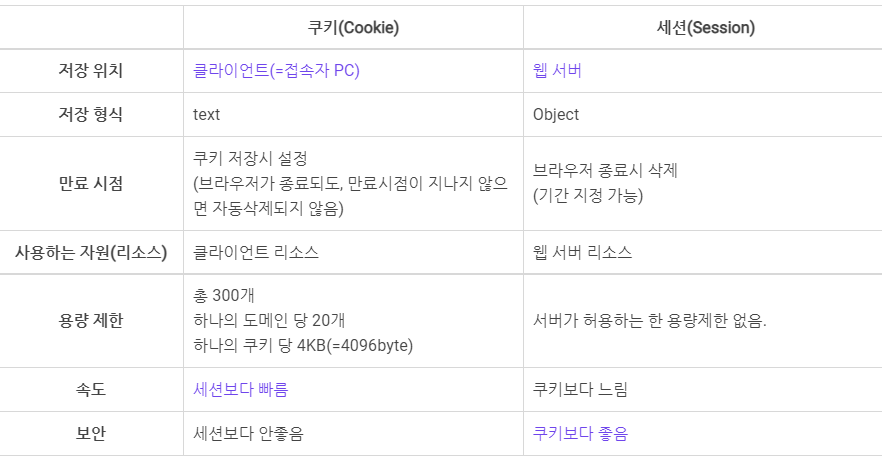 쿠키(Cookie) 세션(Session)
저장 위치 클라이언트(=접속자 PC) 웹 서버
저장 형식 text Object
만료 시점
쿠키 저장시 설정
(브라우저가 종료되도, 만료시점이 지나지 않으
면 자동삭제되지 않음)
브라우저 종료시 삭제
(기간 지정 가능)
사용하는 자원(리소스) 클라이언트 리소스 웹 서버 리소스
용량 제한
총 300개
하나의 도메인 당 20개
하나의 쿠키 당 4KB(=4096byte)
서버가 허용하는 한 용량제한 없음.
속도 세션보다 빠름 쿠키보다 느림
보안 세션보다 안좋음 쿠키보다 좋음